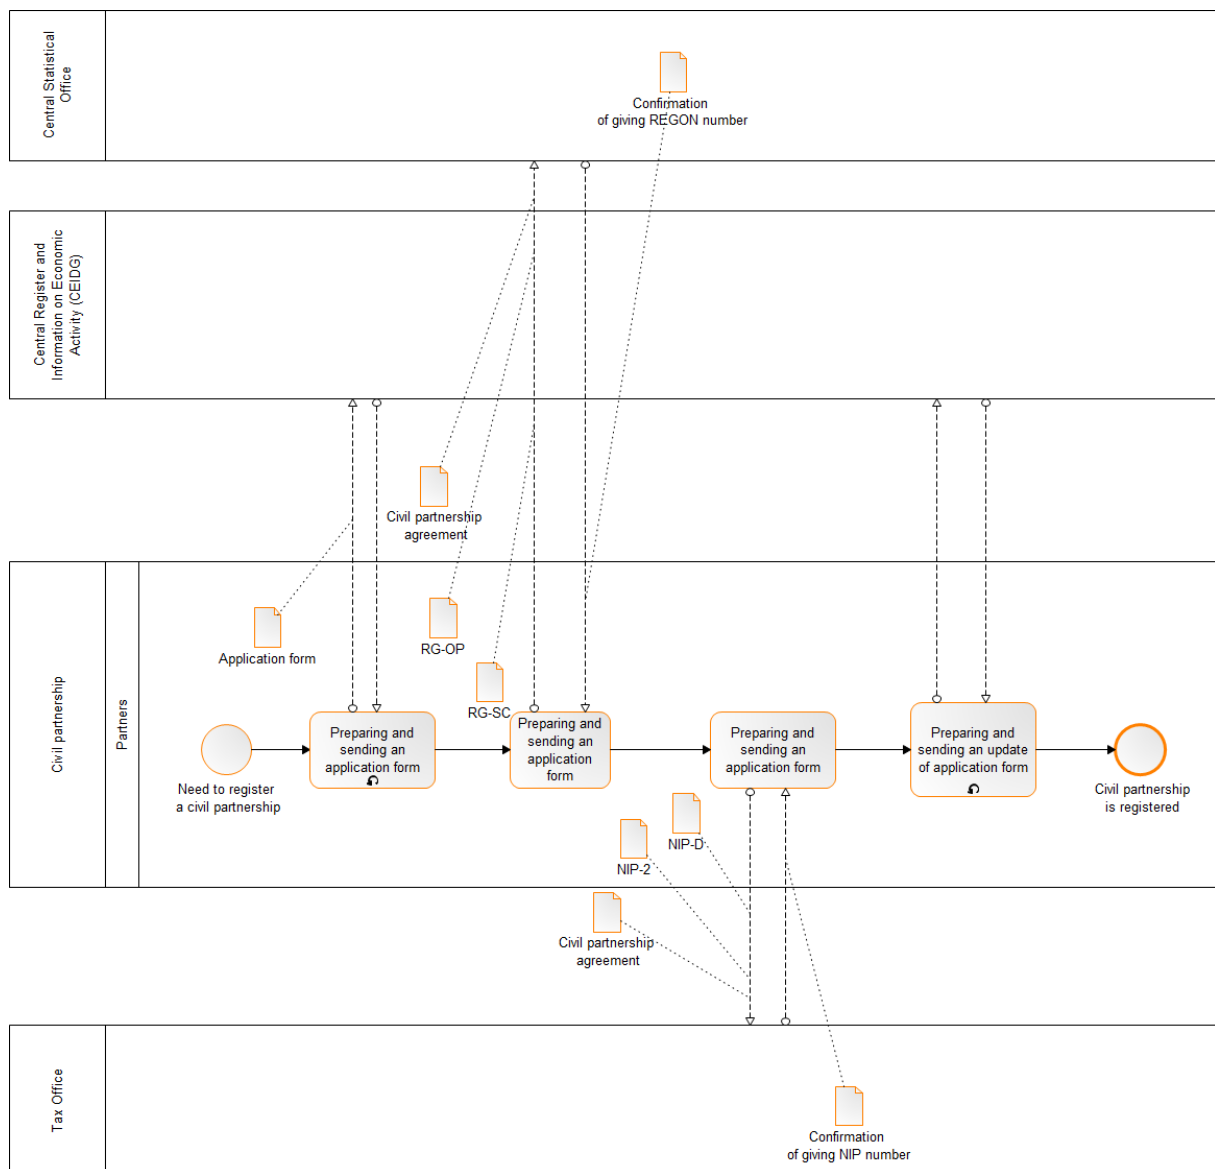 Central Statistical
Office
Confirmation
of giving REGON number
Central Register and
Information on Economic
Activity (CEIDG)
Civil partnership
agreement
Civil partnership
Partners
Application form
RG-OP
RG-SC
Need to register
a civil partnership
Preparing and
sending an
application form
Preparing and
sending an
application
form
Preparing and
sending an
application form
Preparing and
sending an update
of application form
Civil partnership
is registered
NIP-D
NIP-2
Civil partnership
agreement
Tax Office
Confirmation
of giving NIP number